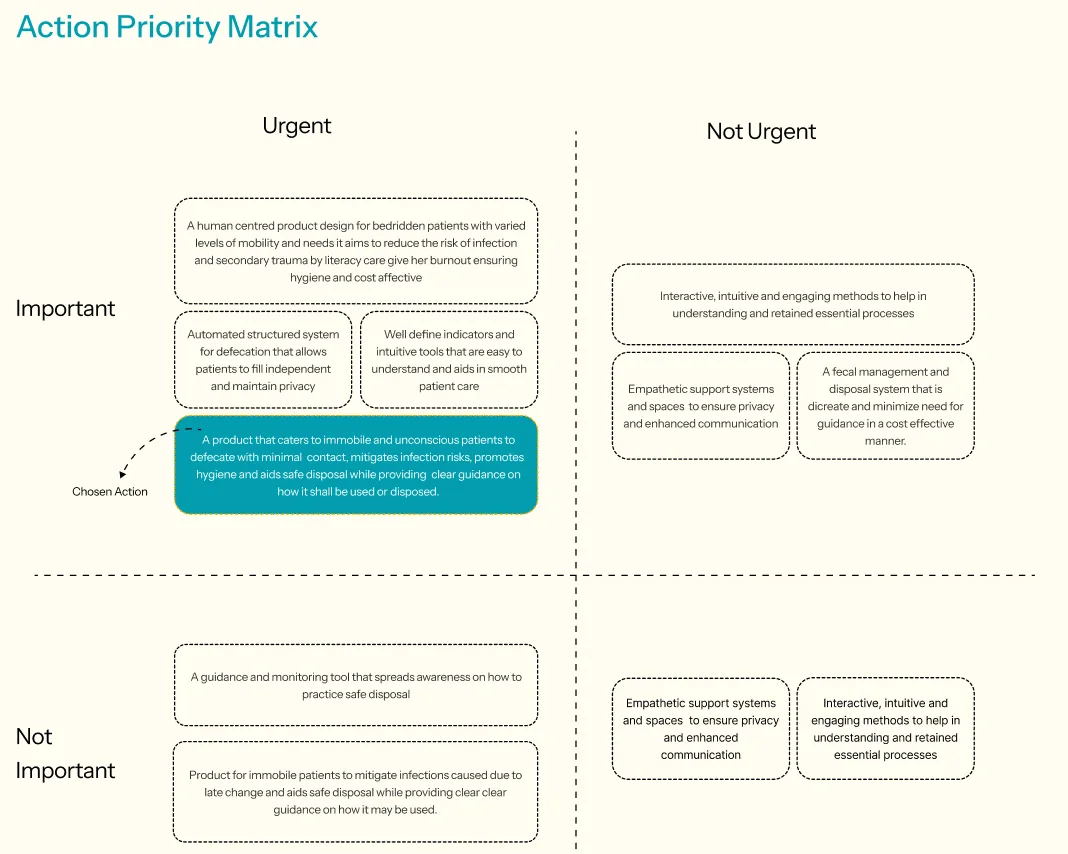 Action Priority Matrix
Urgent
Not Urgent
Important
A human centred product design for bedridden patients with varied
levels of mobility and needs it aims to reduce the risk of infection
and secondary trauma by literacy care give her burnout ensuring
hygiene and cost affective
Automated structured system
for defecation that allows
patients to fill independent
and maintain privacy
Well define indicators and
intuitive tools that are easy to
understand and aids in smooth
patient care
A product that caters to immobile and unconscious patients to
defecate with minimal contact, mitigates infection risks, promotes
hygiene and aids safe disposal while providing clear guidance on
how it shall be used or disposed.
Chosen Action
Interactive, intuitive and engaging methods to help in
understanding and retained essential processes
Empathetic support systems
and spaces to ensure privacy
and enhanced communication
A fecal management and
disposal system that is
dicreate and minimize need for
guidance in a cost effective
manner.
Not
Important
A guidance and monitoring tool that spreads awareness on how to
practice safe disposal
Product for immobile patients to mitigate infections caused due to
late change and aids safe disposal while providing clear clear
guidance on how it may be used.
Empathetic support systems
and spaces to ensure privacy
and enhanced
communication
Interactive, intuitive and
engaging methods to help in
understanding and retained
essential processes